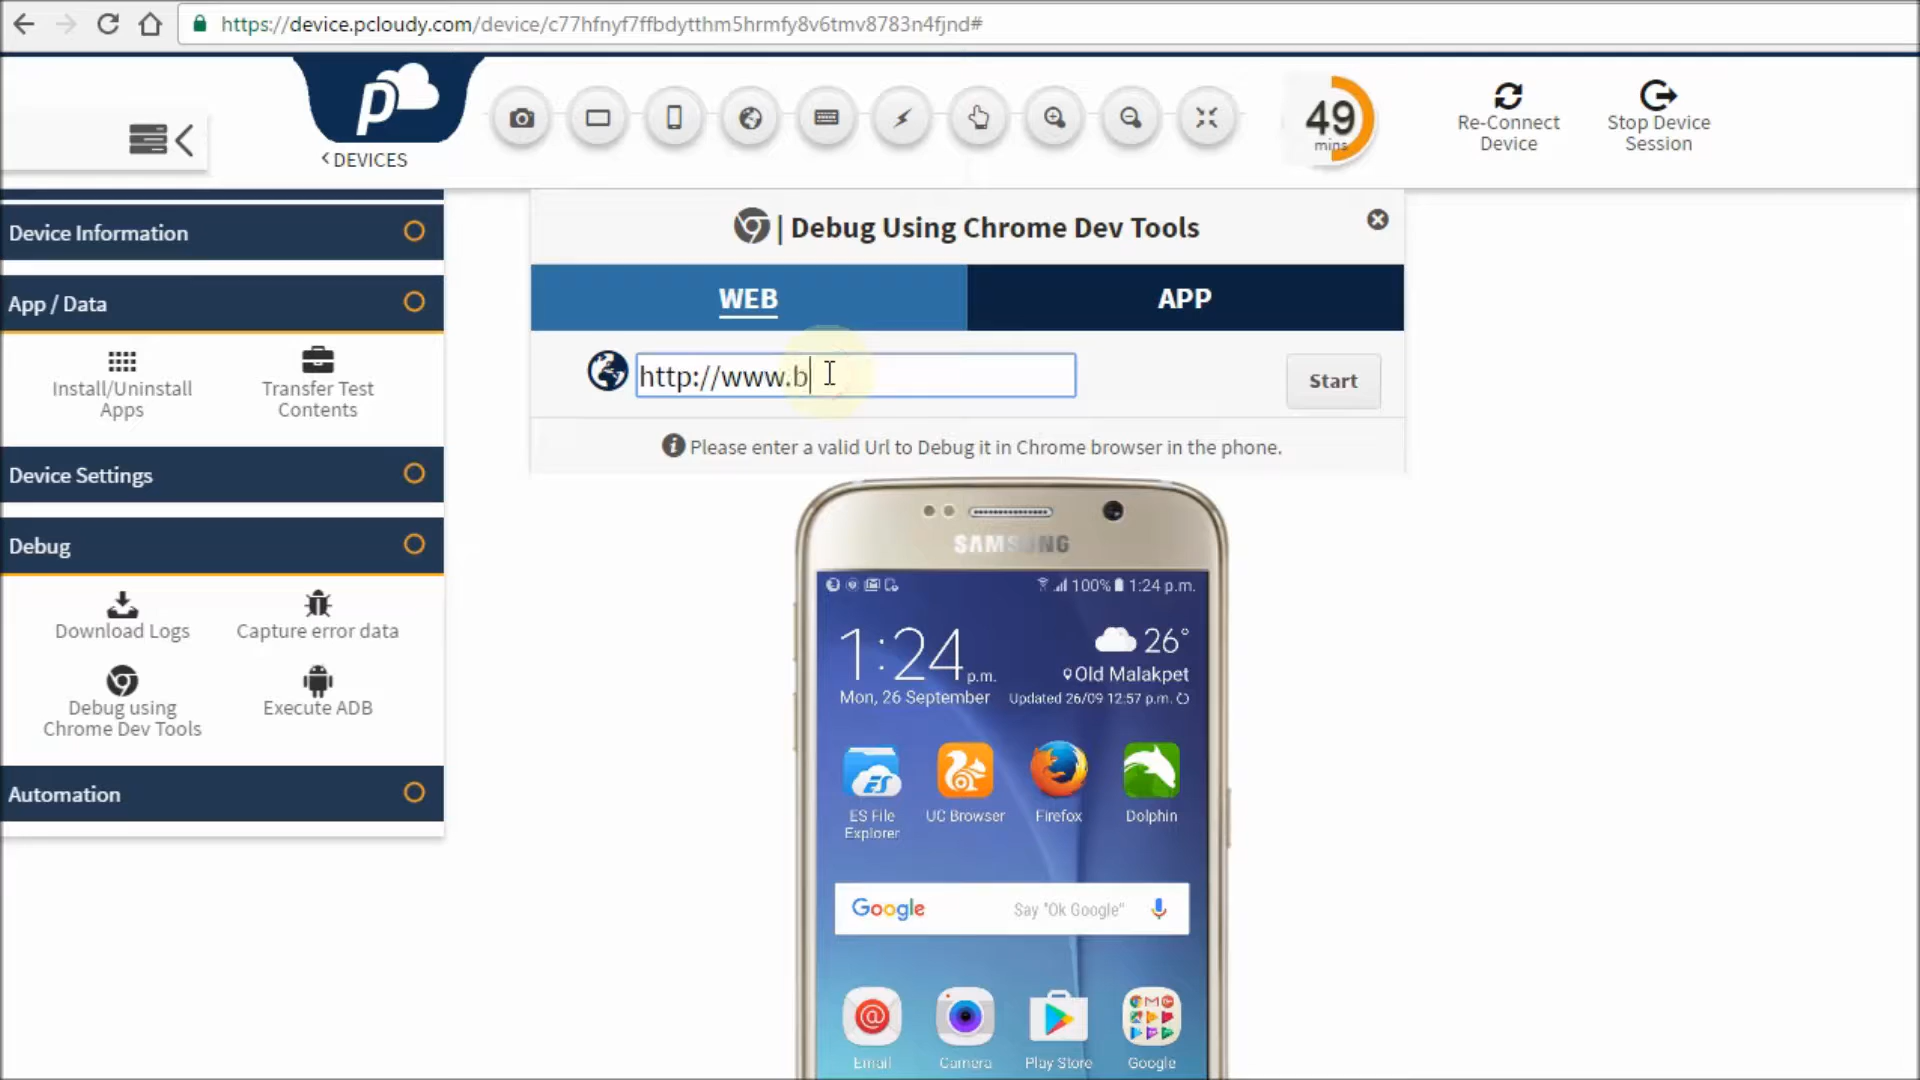 https://device.pcloudy.com/device/c77hfnyf7ffbdytthm5hrmfy8v6tmv8783n4fjnd#
p
< DEVICES
49
mins
Re-Connect
Device
Stop Device
Session
Device Information
App / Data
Install/Uninstall
Apps
Transfer Test
Contents
Device Settings
Debug
Download Logs
Capture error data
Debug using
Chrome Dev Tools
Execute ADB
Automation
| Debug Using Chrome Dev Tools
WEB
APP
http://www.b
Start
Please enter a valid Url to Debug it in Chrome browser in the phone.
SAMSUNG
100% 1:24 p.m.
1:24 p.m.
Mon, 26 September
26°
Old Malakpet
Updated 26/09 12:57 p.m.
ES
ES File
Explorer
UC Browser
Firefox
Dolphin
Google
Say "Ok Google"
@
Email
Camera
Play Store
Google